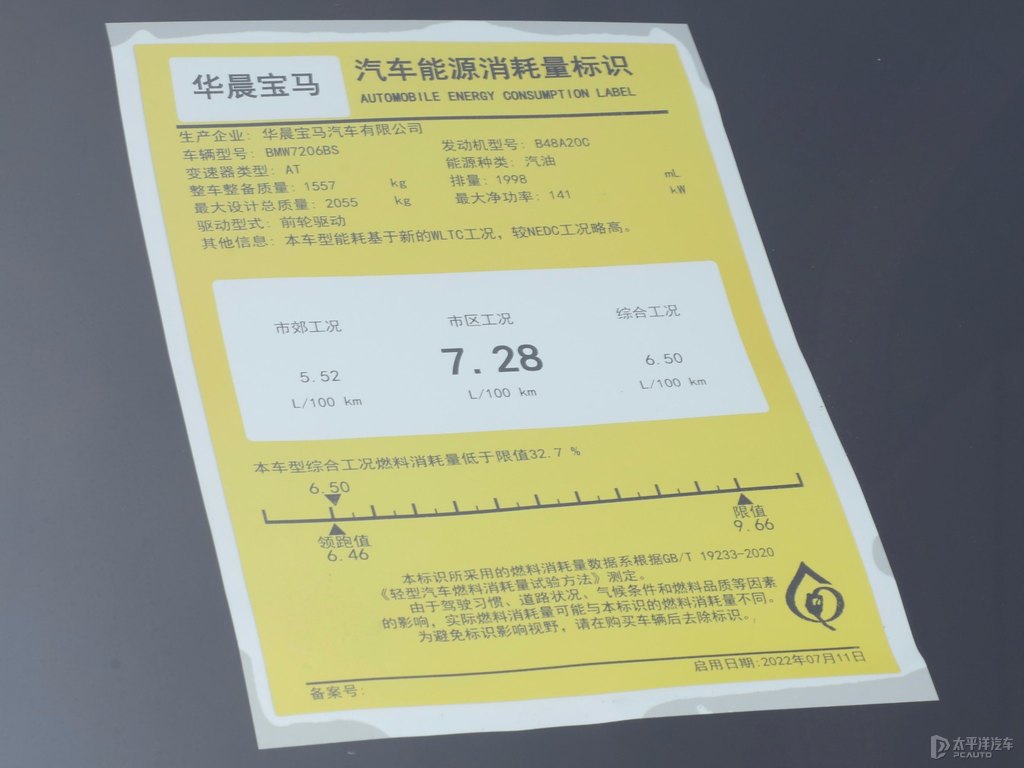 华晨宝马
汽车能源消耗量标识
AUTOMOBILE ENERGY CONSUMPTION LABEL
生产企业: 华晨宝马汽车有限公司
车辆型号: BMW7206BS 发动机型号: B48A20C
变速器类型: AT 能源种类: 汽油
整车整备质量: 1557 kg 排量: 1998 mL
最大设计总质量: 2055 kg 最大净功率: 141 kW
驱动型式: 前轮驱动
其他信息: 本车型能耗基于新的WLTC工况, 较NEDC工况略高。
市郊工况 市区工况 综合工况
5.52 7.28 6.50
L/100 km L/100 km L/100 km
本车型综合工况燃料消耗量低于限值32.7 %
6.50
领跑值 限值
6.46 9.66
本标识所采用的燃料消耗量数据系根据GB/T 19233-2020
《轻型汽车燃料消耗量试验方法》测定。
由于驾驶习惯、道路状况、气候条件和燃料品质等因素
的影响, 实际燃料消耗量可能与本标识的燃料消耗量不同。
为避免标识影响视野, 请在购买车辆后去除标识。
备案号: 启用日期:2022年07月11日
太平洋汽车
PCAUTO